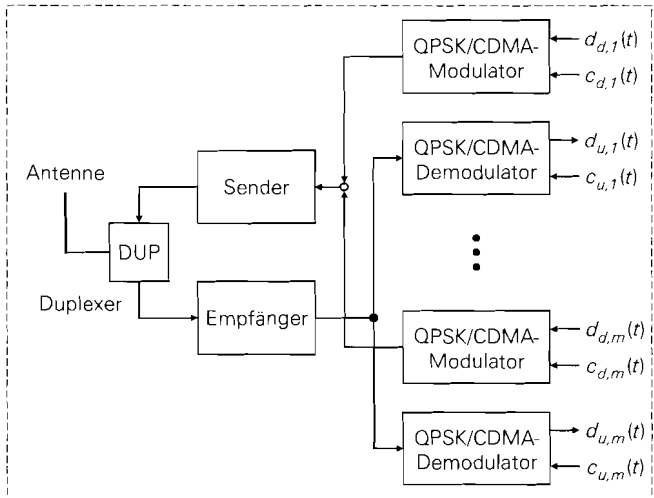 QPSK/CDMA-
Modulator
d_{d,1}(t)
c_{d,1}(t)
QPSK/CDMA-
Demodulator
d_{u,1}(t)
c_{u,1}(t)
Antenne
Sender
DUP
Duplexer
Empfänger
QPSK/CDMA-
Modulator
d_{d,m}(t)
c_{d,m}(t)
QPSK/CDMA-
Demodulator
d_{u,m}(t)
c_{u,m}(t)